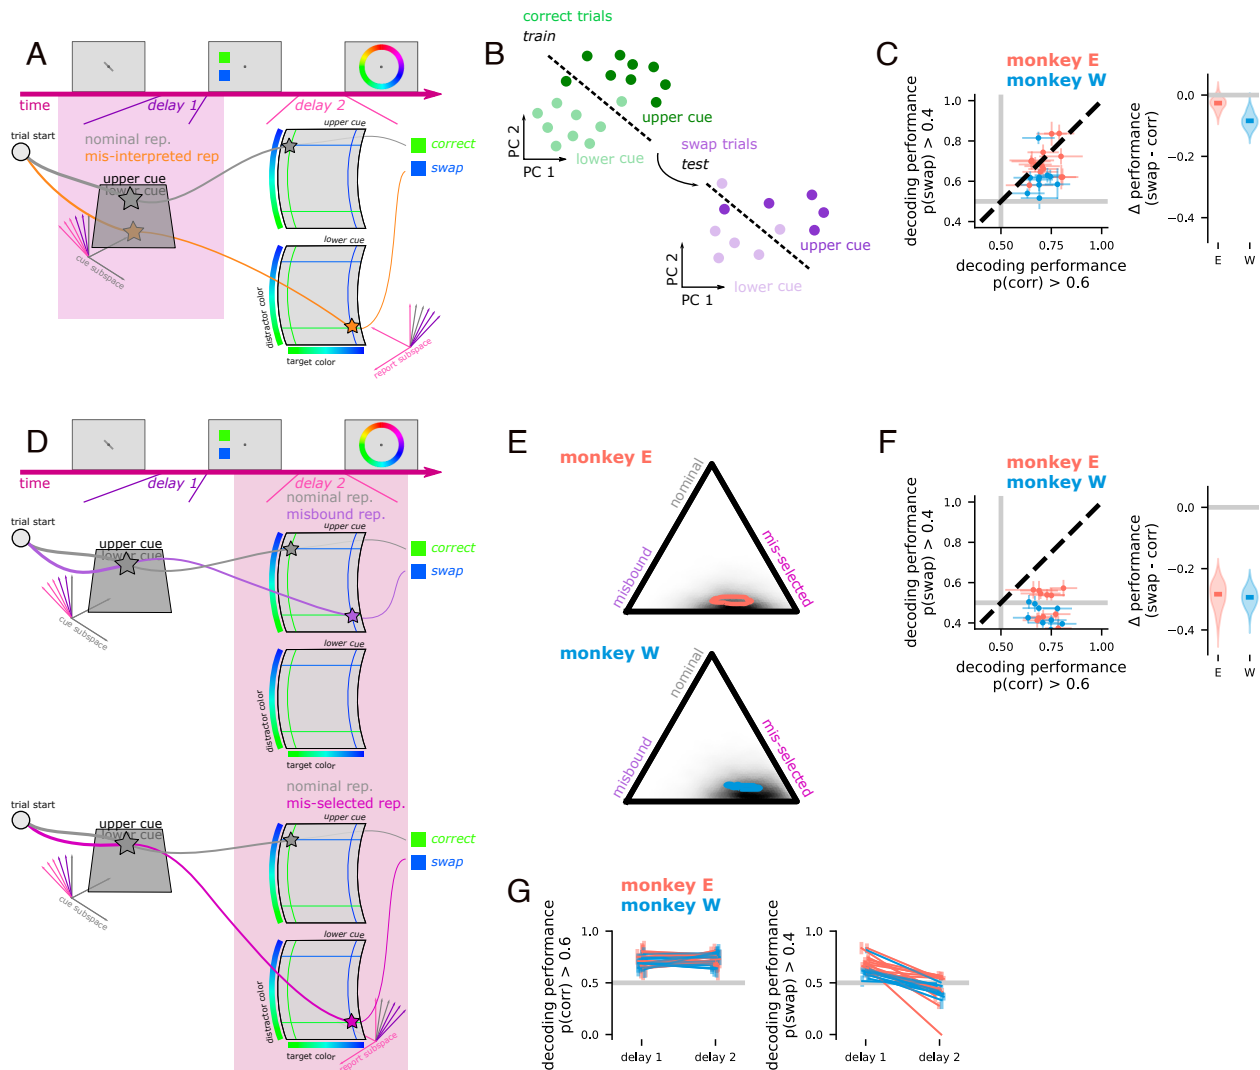 A
time
delay 1
delay 2
trial start
nominal rep.
mis-interpreted rep
upper cue
lower cue
cue subspace
upper cue
lower cue
distractor color
target color
report subspace
correct
swap
B
correct trials
train
upper cue
lower cue
PC 2
PC 1
swap trials
test
upper cue
lower cue
PC 2
PC 1
C
monkey E
monkey W
decoding performance
p(swap) > 0.4
1.0
0.8
0.6
0.4
0.50
0.75
1.00
decoding performance
p(corr) > 0.6
Δ performance
(swap - corr)
0.0
−0.2
−0.4
E
W
D
time
delay 1
delay 2
trial start
nominal rep.
misbound rep.
upper cue
lower cue
cue subspace
upper cue
lower cue
distractor color
target color
correct
swap
trial start
nominal rep.
mis-selected rep.
upper cue
lower cue
cue subspace
upper cue
lower cue
distractor color
target color
report subspace
correct
swap
E
monkey E
nominal
misbound
mis-selected
monkey W
nominal
misbound
mis-selected
F
monkey E
monkey W
decoding performance
p(swap) > 0.4
1.0
0.8
0.6
0.4
0.50
0.75
1.00
decoding performance
p(corr) > 0.6
Δ performance
(swap - corr)
0.0
−0.2
−0.4
E
W
G
monkey E
monkey W
decoding performance
p(corr) > 0.6
1.0
0.5
0.0
delay 1
delay 2
decoding performance
p(swap) > 0.4
1.0
0.5
0.0
delay 1
delay 2